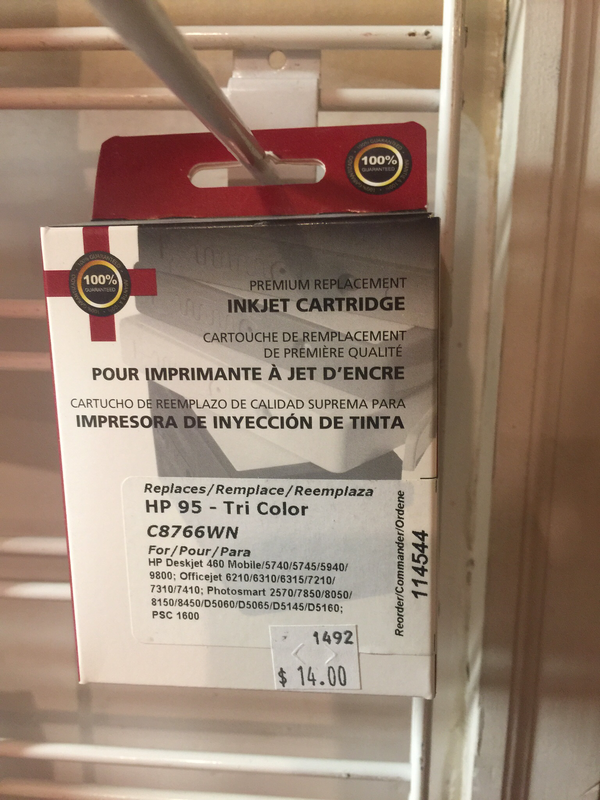 100%
GUARANTEED
100%
GUARANTEED
PREMIUM REPLACEMENT
INKJET CARTRIDGE
CARTOUCHE DE REMPLACEMENT
DE PREMIÈRE QUALITÉ
POUR IMPRIMANTE À JET D'ENCRE
CARTUCHO DE REEMPLAZO DE CALIDAD SUPREMA PARA
IMPRESORA DE INYECCIÓN DE TINTA
Replaces/Remplace/Reemplaza
HP 95 - Tri Color
C8766WN
For/Pour/Para
HP Deskjet 460 Mobile/5740/5745/5940/
9800; Officejet 6210/6310/6315/7210/
7310/7410; Photosmart 2570/7850/8050/
8150/8450/D5060/D5065/D5145/D5160;
PSC 1600
Reorder/Commander/Ordene
114544
1492
$ 14.00